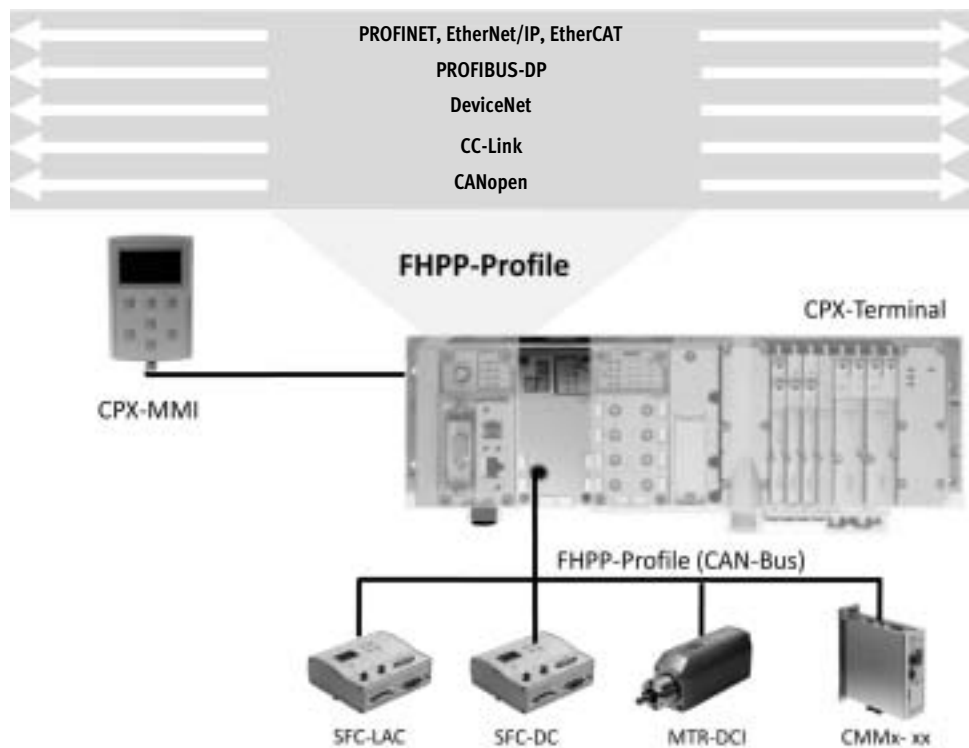 PROFINET, EtherNet/IP, EtherCAT
PROFIBUS-DP
DeviceNet
CC-Link
CANopen
FHPP-Profile
CPX-Terminal
CPX-MMI
FHPP-Profile (CAN-Bus)
SFC-LAC
SFC-DC
MTR-DCI
CMMx- xx